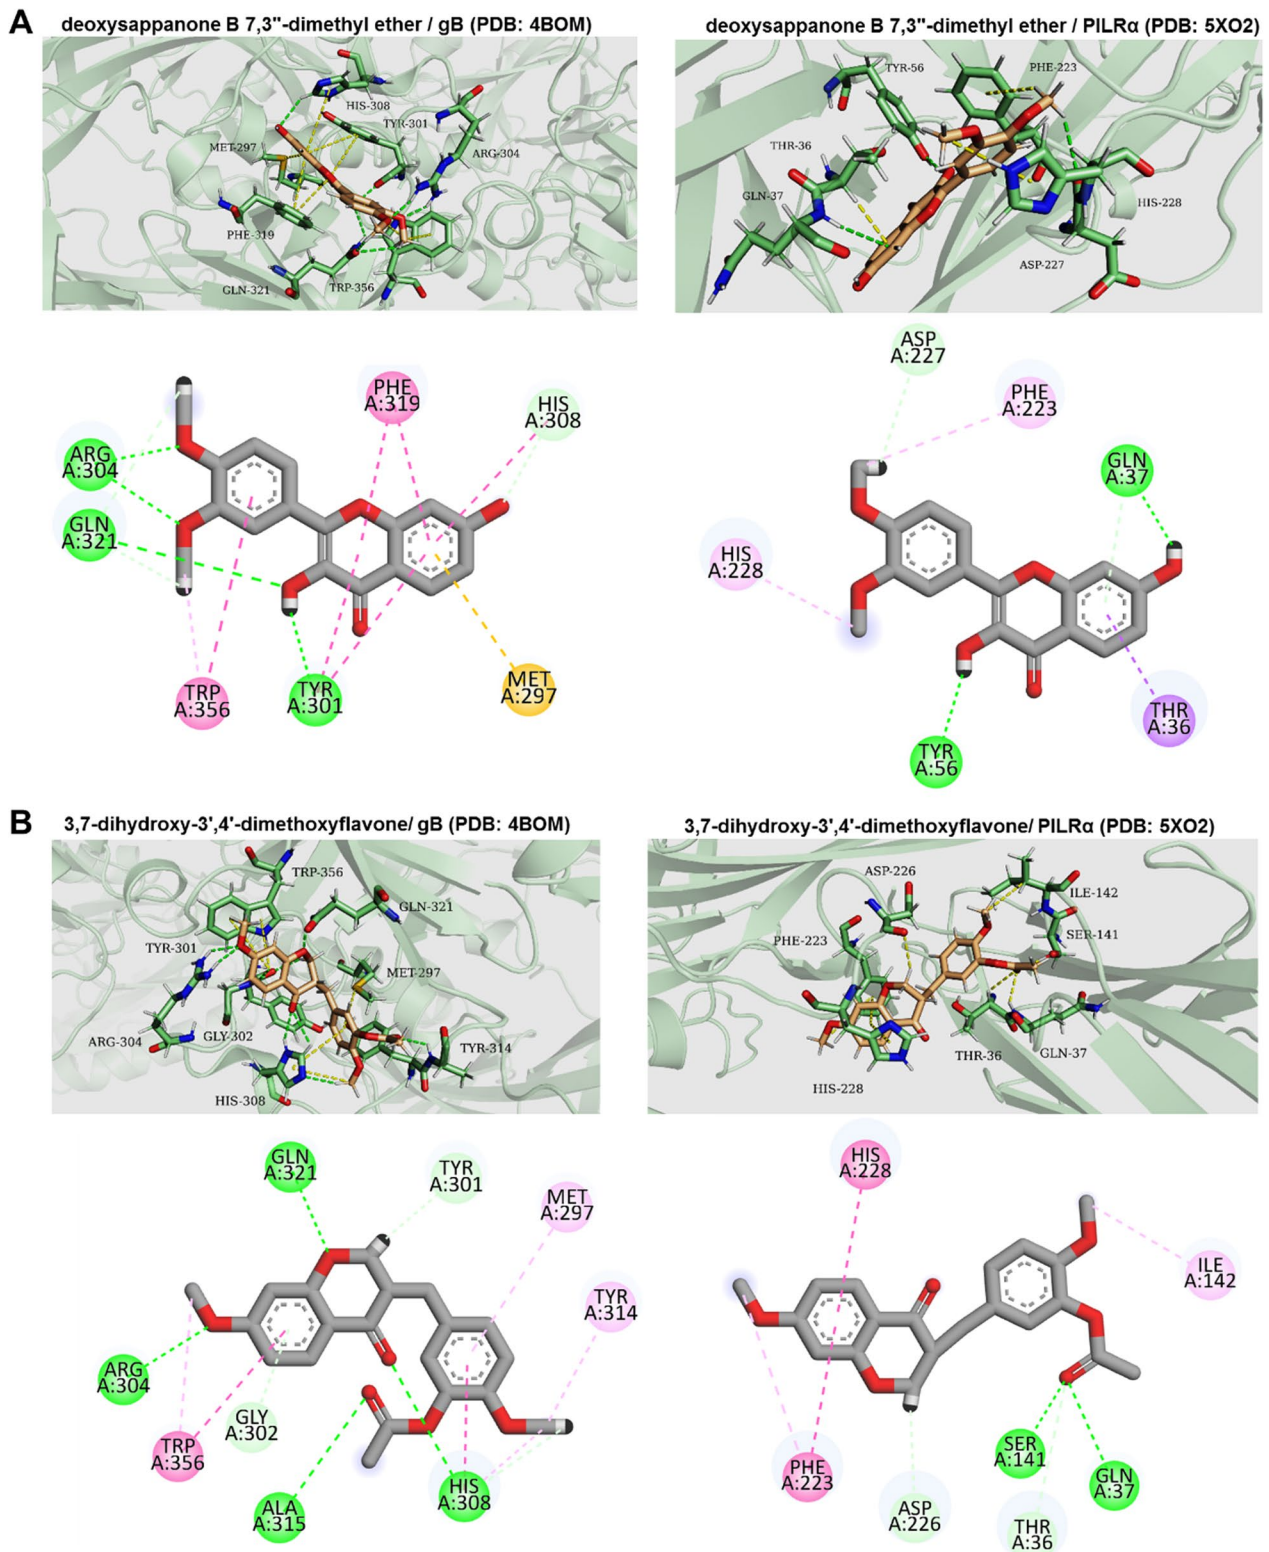 A
deoxysappanone B 7,3"-dimethyl ether / gB (PDB: 4BOM)
deoxysappanone B 7,3"-dimethyl ether / PILRα (PDB: 5XO2)
HIS-308
TYR-301
MET-297
ARG-304
PHE-319
GLN-321
TRP-356
TYR-56
PHE-223
THR-36
GLN-37
HIS-228
ASP-227
PHE
A:319
HIS
A:308
ARG
A:304
GLN
A:321
TRP
A:356
TYR
A:301
MET
A:297
ASP
A:227
PHE
A:223
GLN
A:37
HIS
A:228
THR
A:36
TYR
A:56
B
3,7-dihydroxy-3',4'-dimethoxyflavone/ gB (PDB: 4BOM)
3,7-dihydroxy-3',4'-dimethoxyflavone/ PILRα (PDB: 5XO2)
TRP-356
GLN-321
TYR-301
MET-297
ARG-304
GLY-302
TYR-314
HIS-308
ASP-226
ILE-142
PHE-223
SER-141
THR-36
GLN-37
HIS-228
GLN
A:321
TYR
A:301
MET
A:297
TYR
A:314
ARG
A:304
GLY
A:302
TRP
A:356
HIS
A:308
ALA
A:315
HIS
A:228
ILE
A:142
SER
A:141
GLN
A:37
PHE
A:223
ASP
A:226
THR
A:36